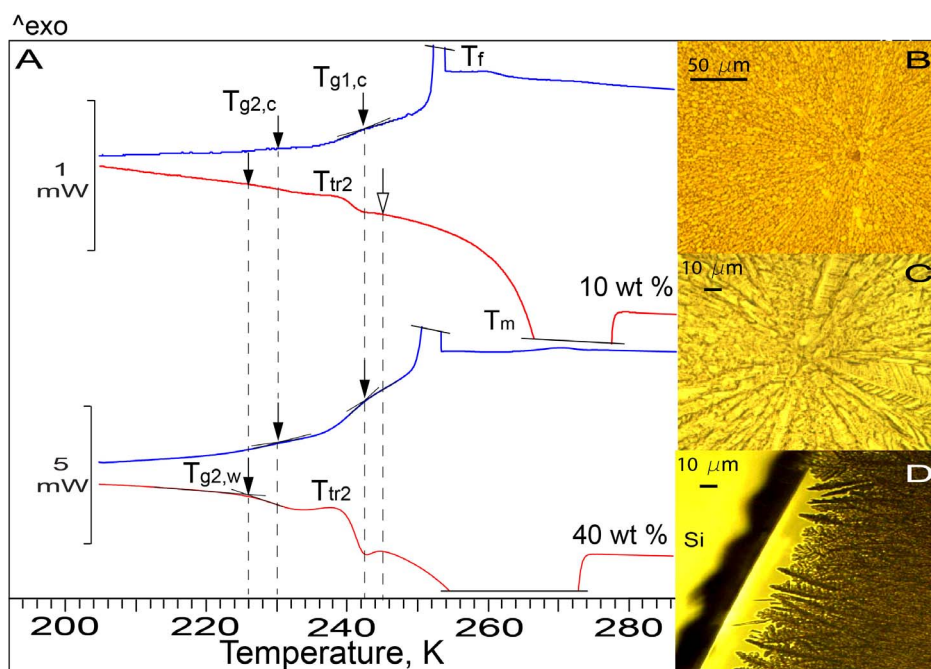 ^exo
A
T_f
T_g1,c
T_g2,c
1
mW
T_tr2
10 wt %
T_m
5
mW
T_g2,w
T_tr2
40 wt %
200 220 240 260 280
Temperature, K
B
50 μm
C
10 μm
D
10 μm
Si